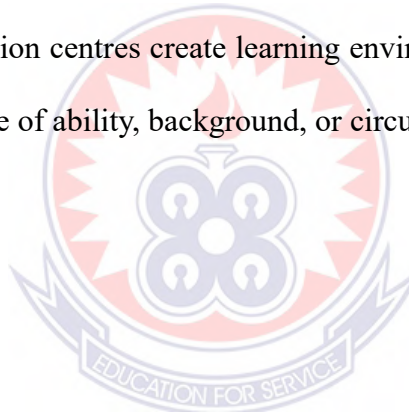 ion centres create learning envir
e of ability, background, or circu
EDUCATION FOR SERVICE